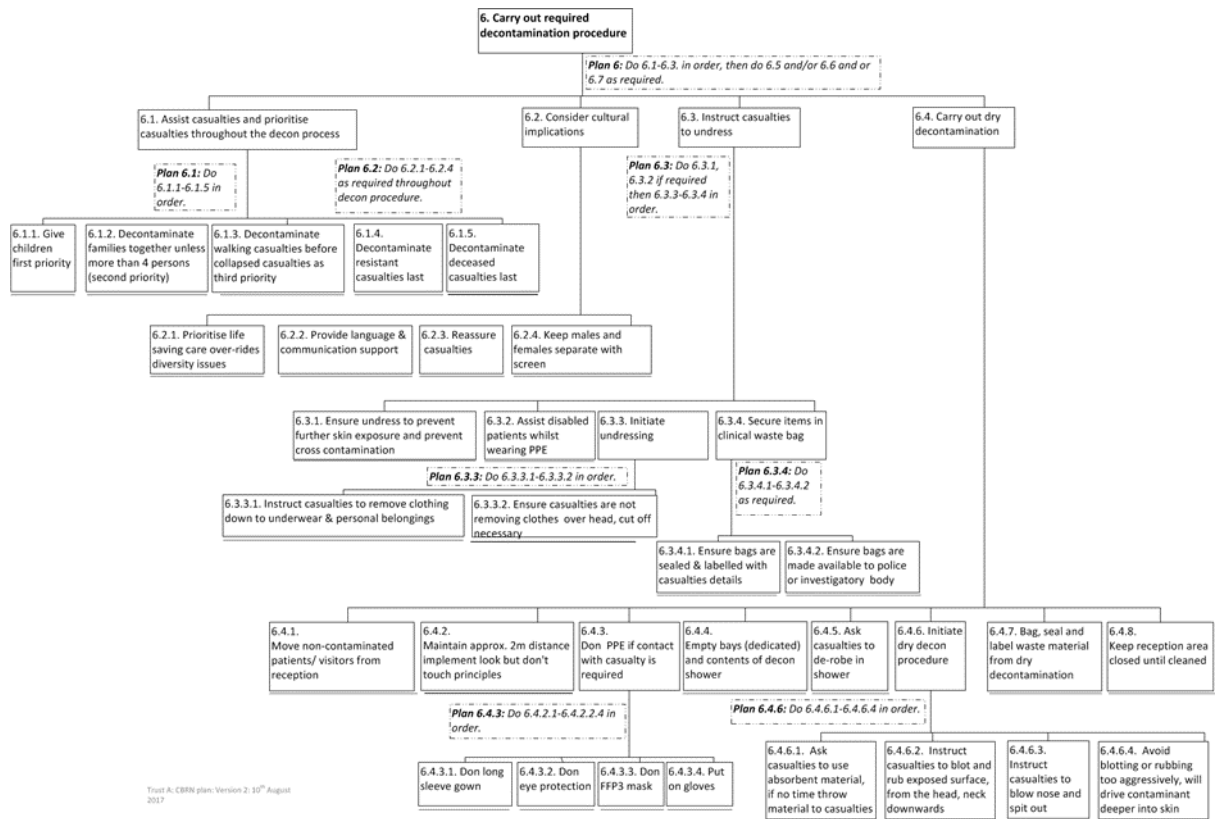 6. Carry out required
decontamination procedure
Plan 6: Do 6.1-6.3. in order, then do 6.5 and/or 6.6 and or
6.7 as required.
6.1. Assist casualties and prioritise
casualties throughout the decon process
6.2. Consider cultural
implications
6.3. Instruct casualties
to undress
6.4. Carry out dry
decontamination
Plan 6.1: Do
6.1.1-6.1.5 in
order.
Plan 6.2: Do 6.2.1-6.2.4
as required throughout
decon procedure.
Plan 6.3: Do 6.3.1,
6.3.2 if required
then 6.3.3-6.3.4 in
order.
6.1.1. Give
children
first priority
6.1.2. Decontaminate
families together unless
more than 4 persons
(second priority)
6.1.3. Decontaminate
walking casualties before
collapsed casualties as
third priority
6.1.4.
Decontaminate
resistant
casualties last
6.1.5.
Decontaminate
deceased
casualties last
6.2.1. Prioritise life
saving care over-rides
diversity issues
6.2.2. Provide language &
communication support
6.2.3. Reassure
casualties
6.2.4. Keep males and
females separate with
screen
6.3.1. Ensure undress to prevent
further skin exposure and prevent
cross contamination
6.3.2. Assist disabled
patients whilst
wearing PPE
6.3.3. Initiate
undressing
6.3.4. Secure items in
clinical waste bag
Plan 6.3.3: Do 6.3.3.1-6.3.3.2 in order.
Plan 6.3.4: Do
6.3.4.1-6.3.4.2
as required.
6.3.3.1. Instruct casualties to remove clothing
down to underwear & personal belongings
6.3.3.2. Ensure casualties are not
removing clothes over head, cut off
necessary
6.3.4.1. Ensure bags are
sealed & labelled with
casualties details
6.3.4.2. Ensure bags are
made available to police
or investigatory body
6.4.1.
Move non-contaminated
patients/ visitors from
reception
6.4.2.
Maintain approx. 2m distance
implement look but don't
touch principles
6.4.3.
Don PPE if contact
with casualty is
required
6.4.4.
Empty bays (dedicated)
and contents of decon
shower
6.4.5. Ask
casualties to
de-robe in
shower
6.4.6. Initiate
dry decon
procedure
6.4.7. Bag, seal and
label waste material
from dry
decontamination
6.4.8.
Keep reception area
closed until cleaned
Plan 6.4.3: Do 6.4.2.1-6.4.2.2.4 in
order.
Plan 6.4.6: Do 6.4.6.1-6.4.6.4 in order.
6.4.3.1. Don long
sleeve gown
6.4.3.2. Don
eye protection
6.4.3.3. Don
FFP3 mask
6.4.3.4. Put
on gloves
6.4.6.1. Ask
casualties to use
absorbent material,
if no time throw
material to casualties
6.4.6.2. Instruct
casualties to blot and
rub exposed surface,
from the head, neck
downwards
6.4.6.3.
Instruct
casualties to
blow nose and
spit out
6.4.6.4. Avoid
blotting or rubbing
too aggressively, will
drive contaminant
deeper into skin
Trust A: CBRN plan: Version 2: 10th August
2017